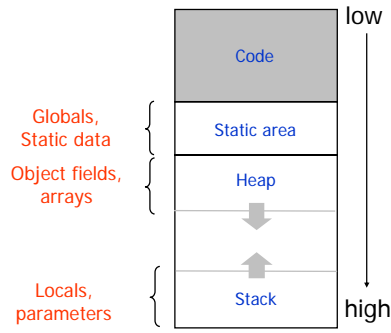 low
Code
Globals,
Static data
Static area
Object fields,
arrays
Heap
Locals,
parameters
Stack
high